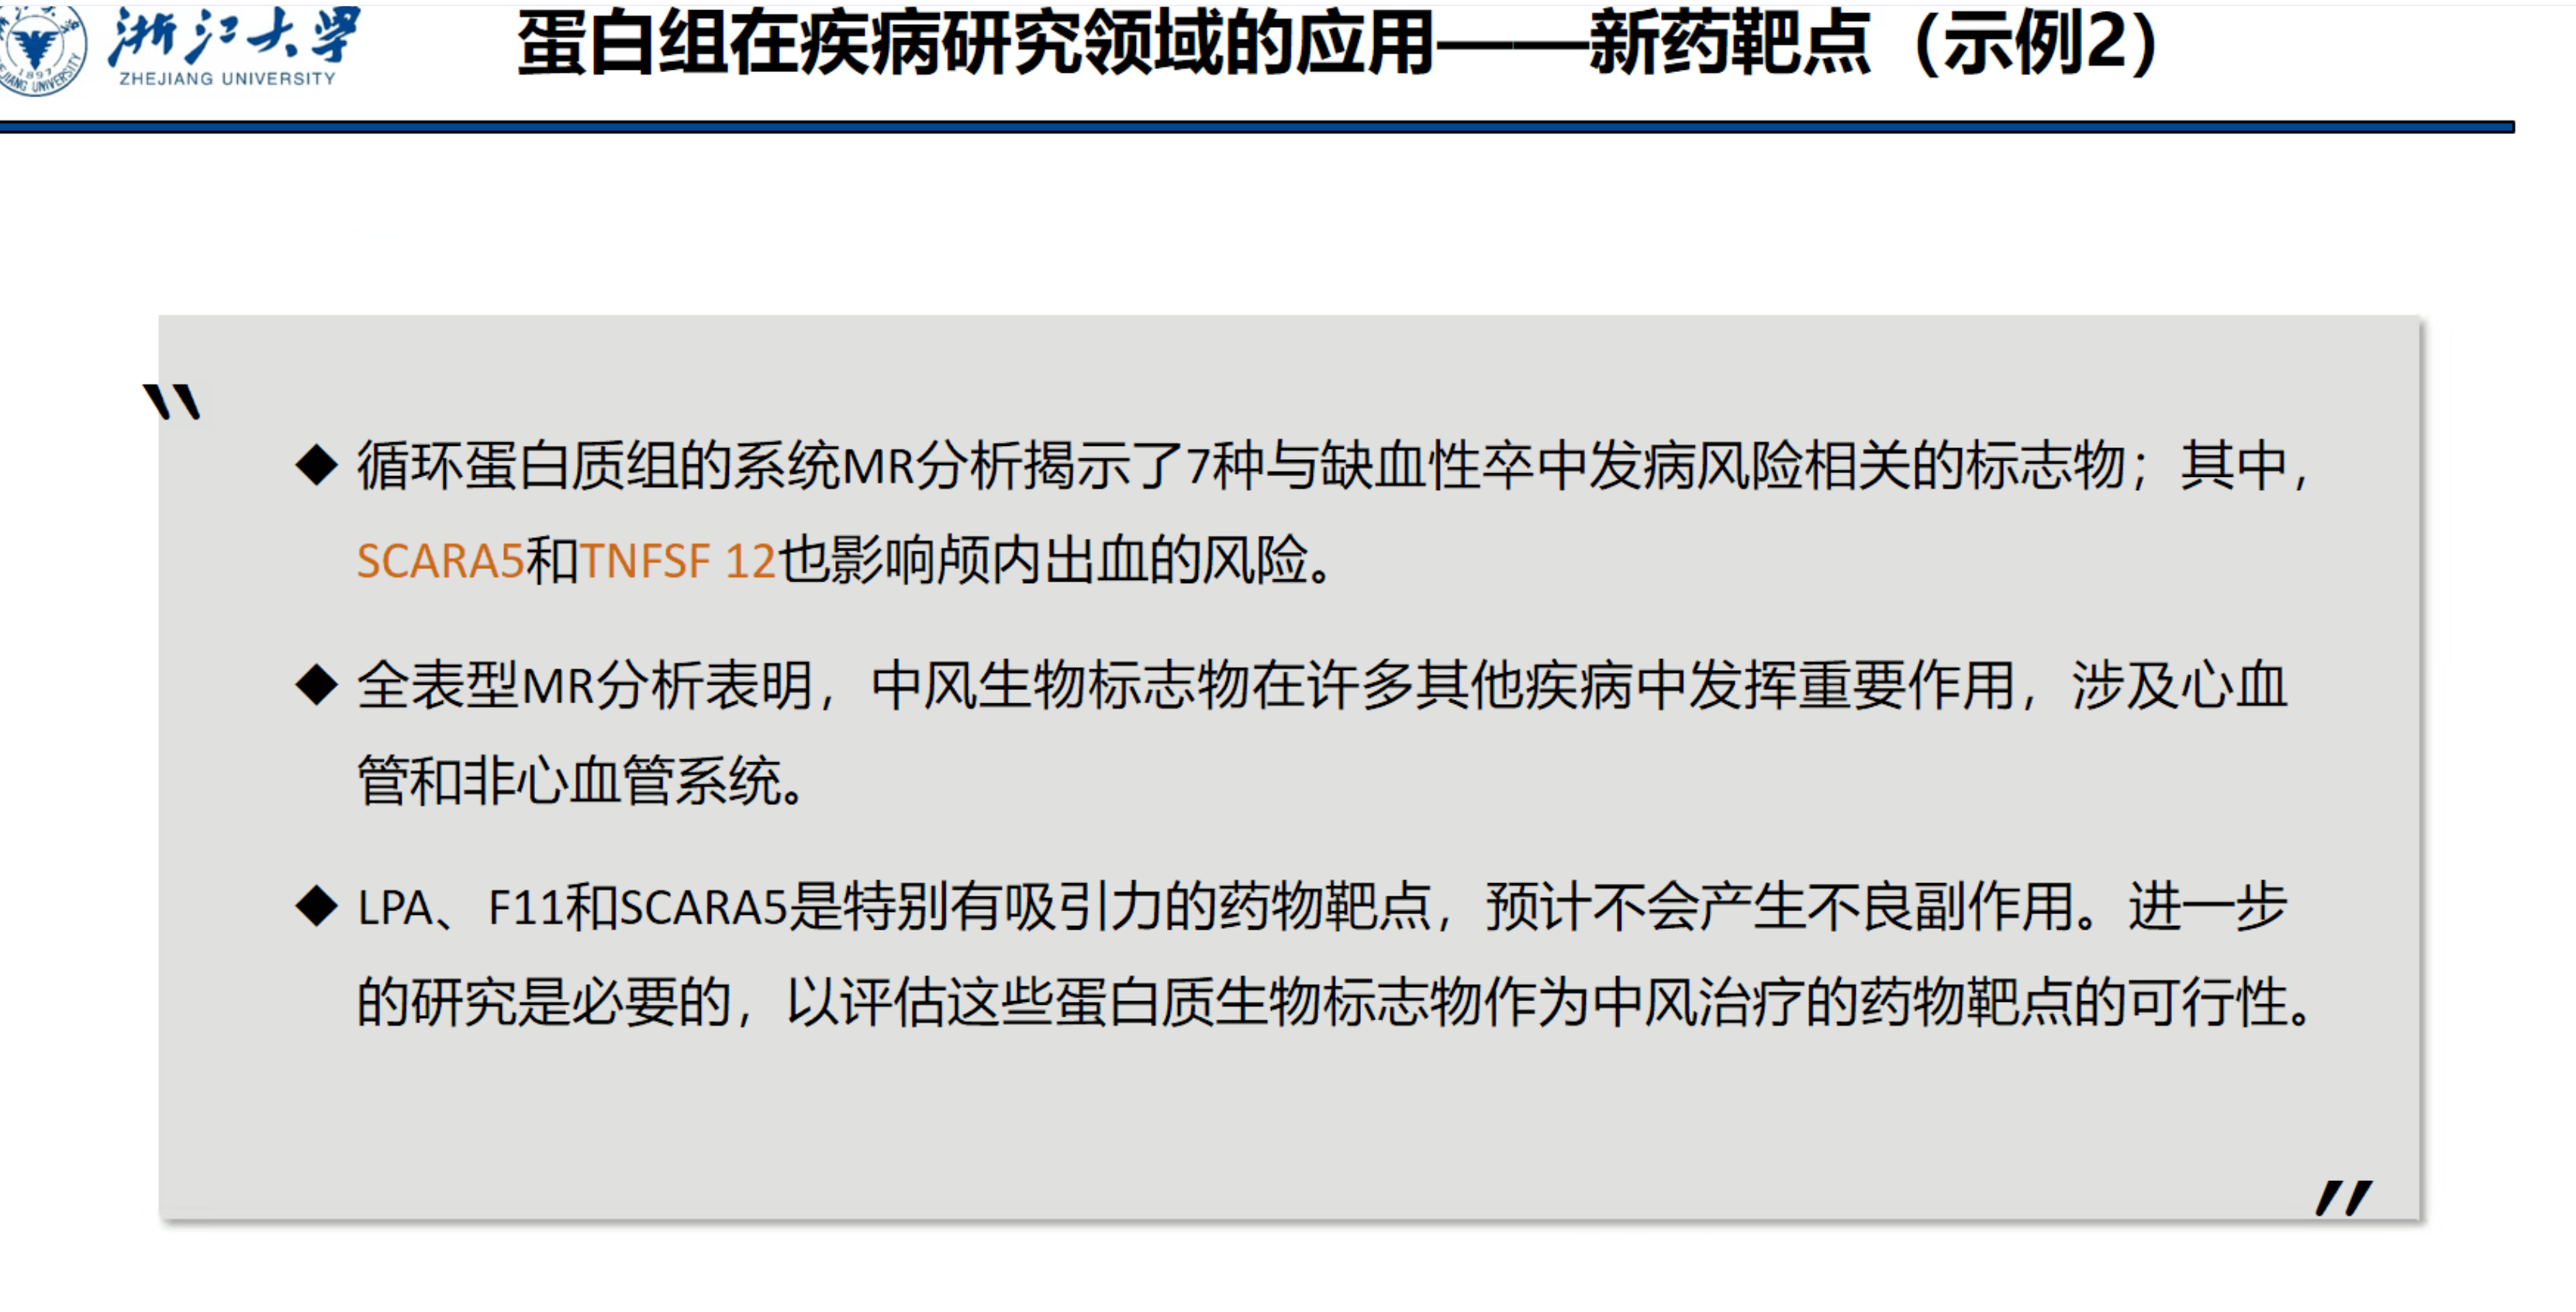 浙江大学
ZHEJIANG UNIVERSITY
蛋白组在疾病研究领域的应用——新药靶点（示例2）
循环蛋白质组的系统MR分析揭示了7种与缺血性卒中发病风险相关的标志物；其中，
SCARA5和TNFSF 12也影响颅内出血的风险。
全表型MR分析表明，中风生物标志物在许多其他疾病中发挥重要作用，涉及心血
管和非心血管系统。
LPA、F11和SCARA5是特别有吸引力的药物靶点，预计不会产生不良副作用。进一步
的研究是必要的，以评估这些蛋白质生物标志物作为中风治疗的药物靶点的可行性。